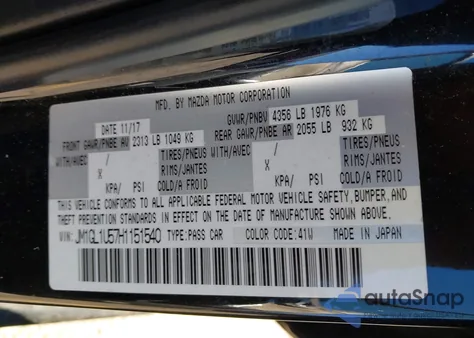 MFD. BY MAZDA MOTOR CORPORATION
DATE 11/17 GVWR/PNBV 4356 LB 1976 KG
FRONT GAWR/PNBE AV 2313 LB 1049 KG REAR GAWR/PNBE AR 2055 LB 932 KG
WITH/AVEC / TIRES/PNEUS WITH/AVEC / TIRES/PNEUS
X RIMS/JANTES X RIMS/JANTES
KPA/ PSI COLD/A FROID KPA/ PSI COLD/A FROID
THIS VEHICLE CONFORMS TO ALL APPLICABLE FEDERAL MOTOR VEHICLE SAFETY, BUMPER, AND
THEFT PREVENTION STANDARDS IN EFFECT ON THE DATE OF MANUFACTURE SHOWN ABOVE.
VIN: JM1GL1U57H1151540 TYPE: PASS CAR COLOR CODE: 41W MADE IN JAPAN
autoSnap